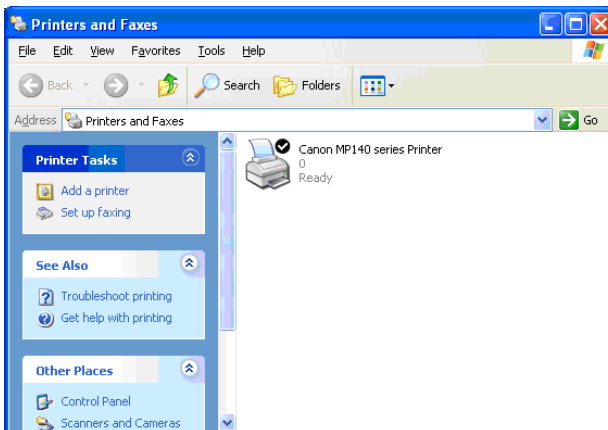 Printers and Faxes
File Edit View Favorites Tools Help
Back Search Folders
Address Printers and Faxes Go
Printer Tasks
Add a printer
Set up faxing
See Also
Troubleshoot printing
Get help with printing
Other Places
Control Panel
Scanners and Cameras
Canon MP140 series Printer
0
Ready